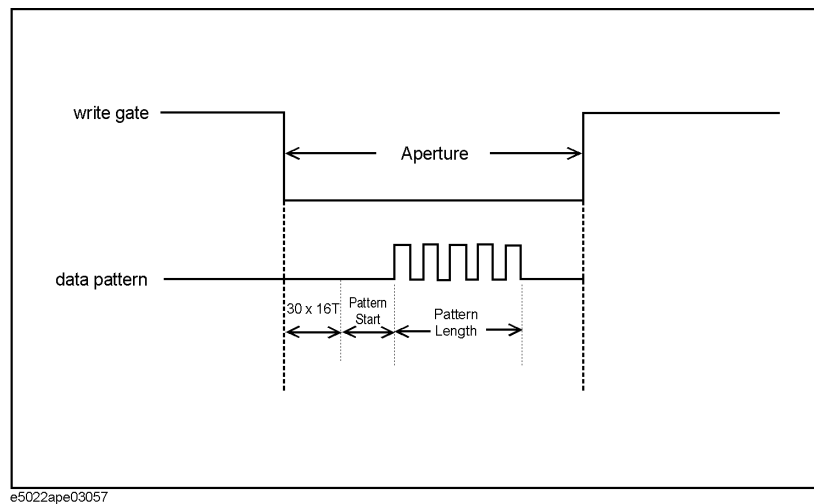 write gate
Aperture
data pattern
30 x 16T
Pattern
Start
Pattern
Length
e5022ape03057